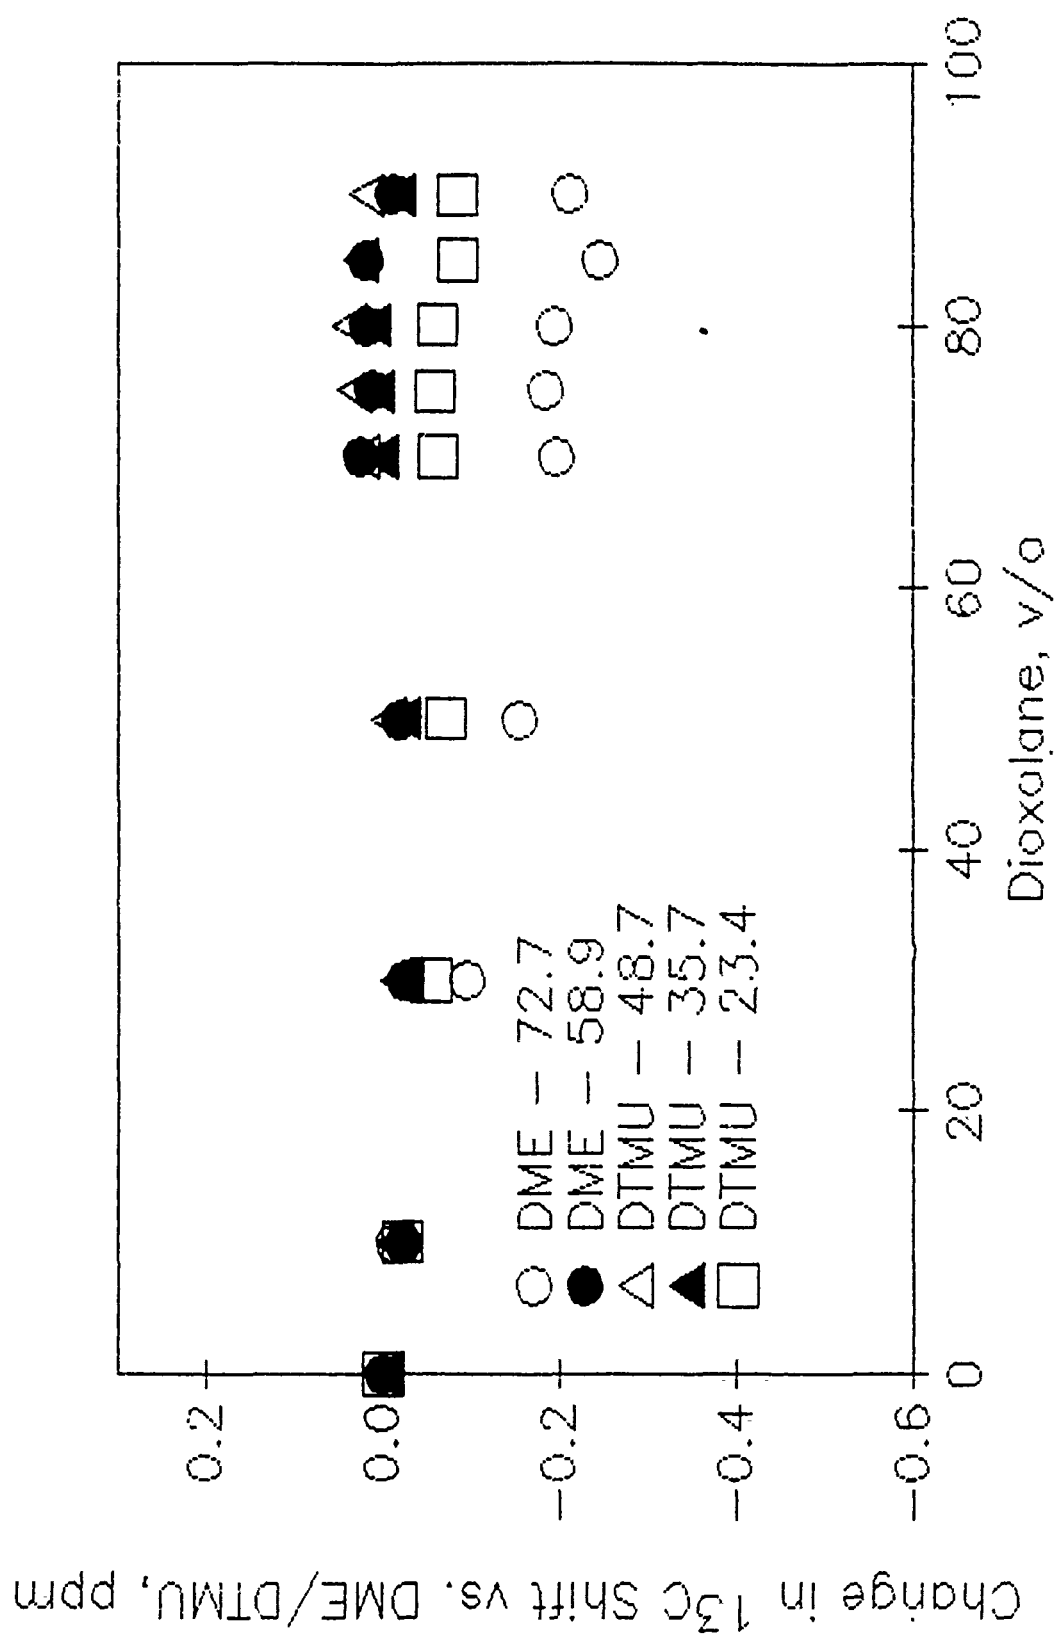 Change in 13C Shift vs. DME/DTMU, ppm
0.2
0.0
-0.2
-0.4
-0.6
DME - 72.7
DME - 58.9
DTMU - 48.7
DTMU - 35.7
DTMU - 23.4
0 20 40 60 80 100
Dioxolane, v/o